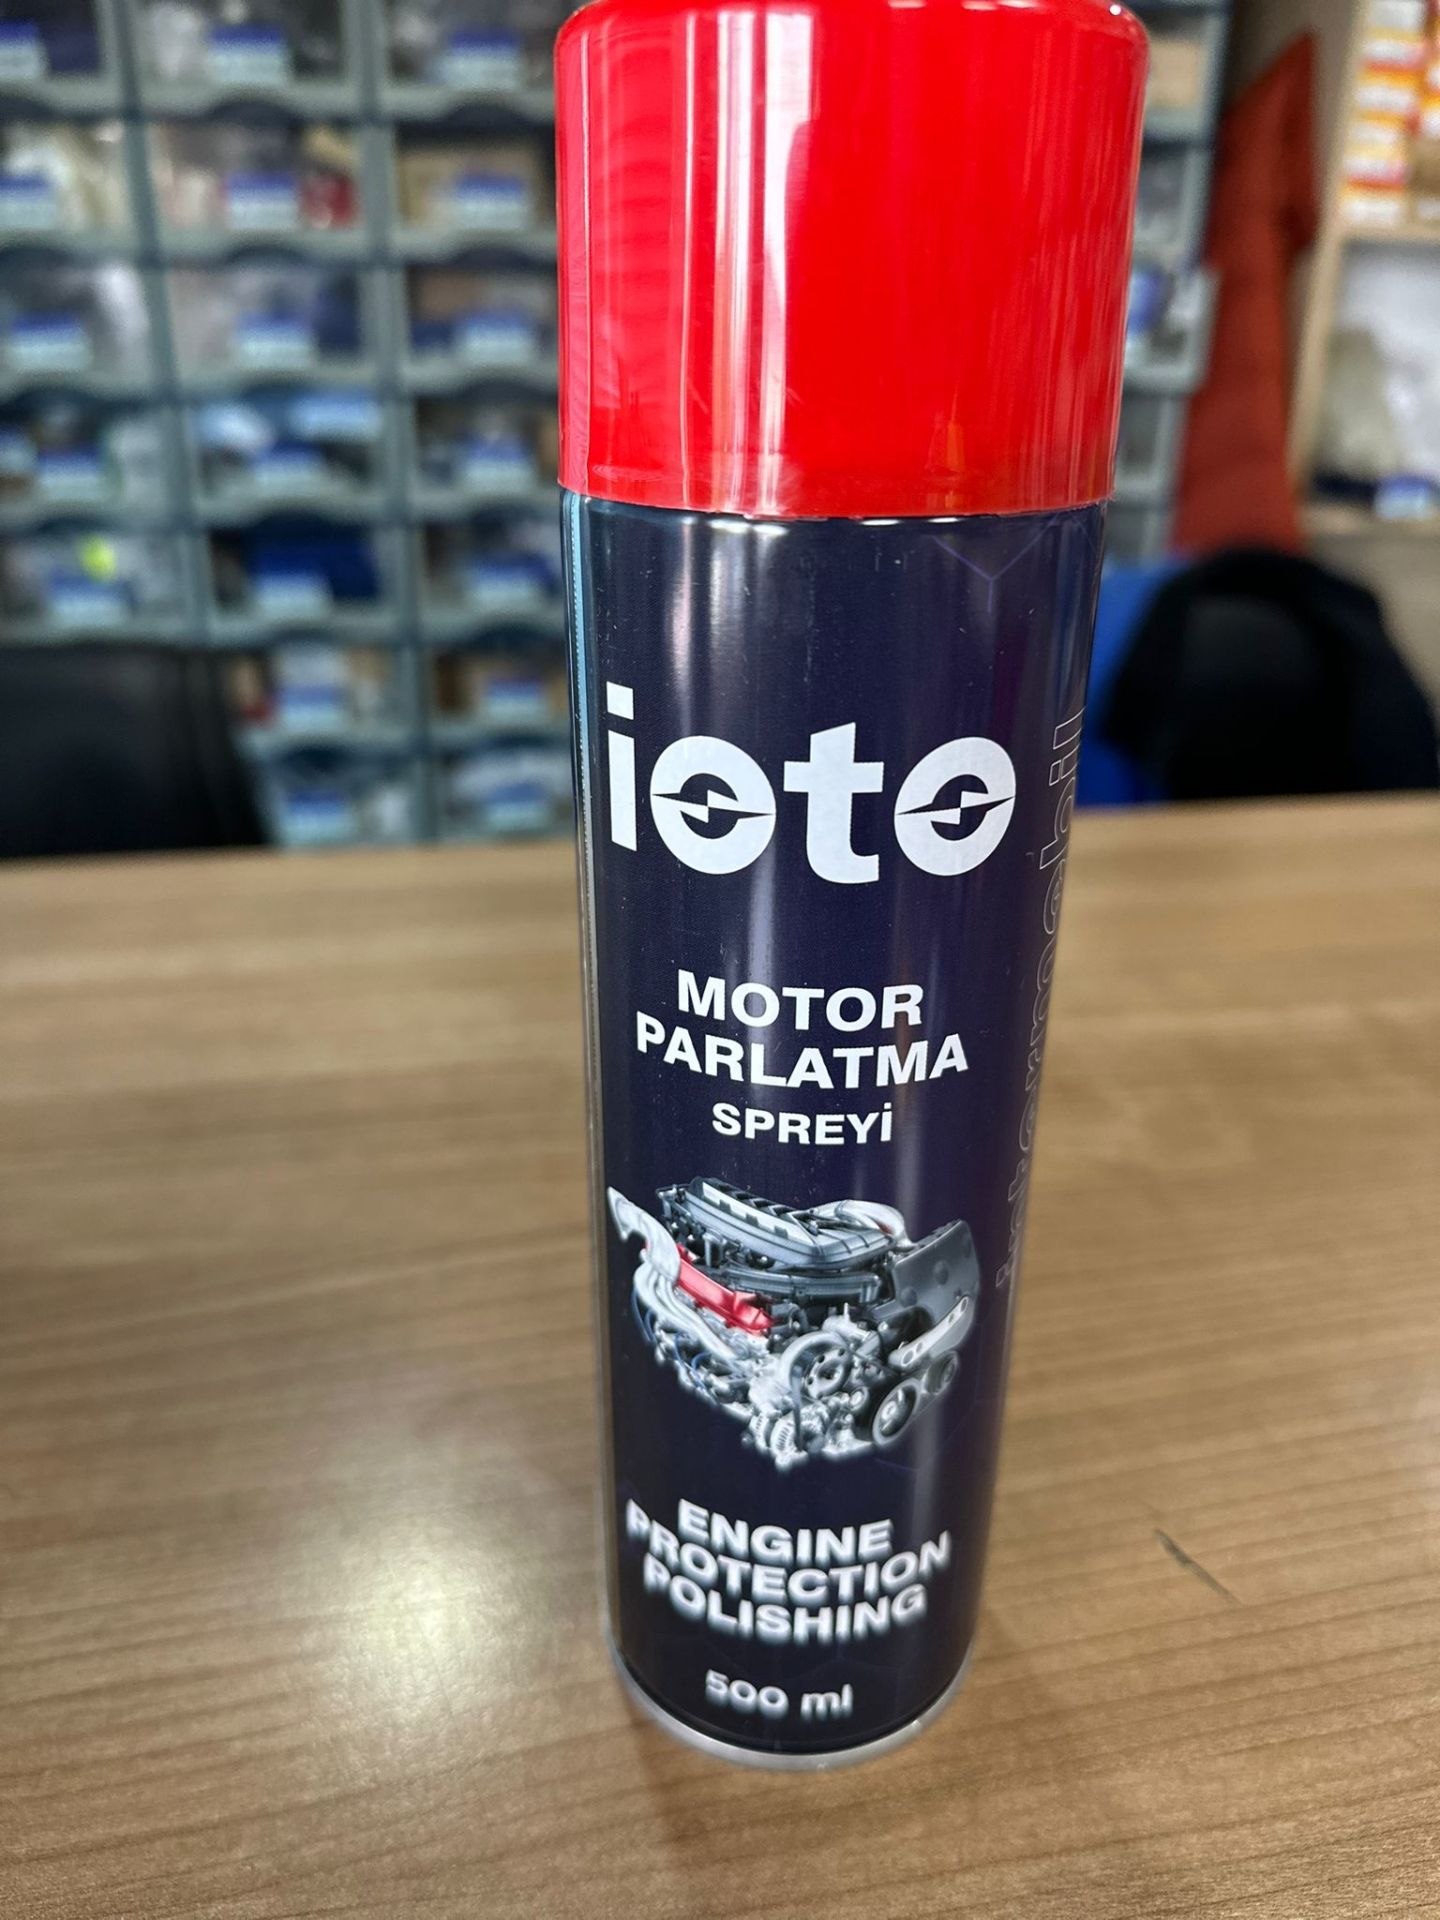 ioto
MOTOR
PARLATMA
SPREYİ
ENGINE
PROTECTION
POLISHING
500 ml